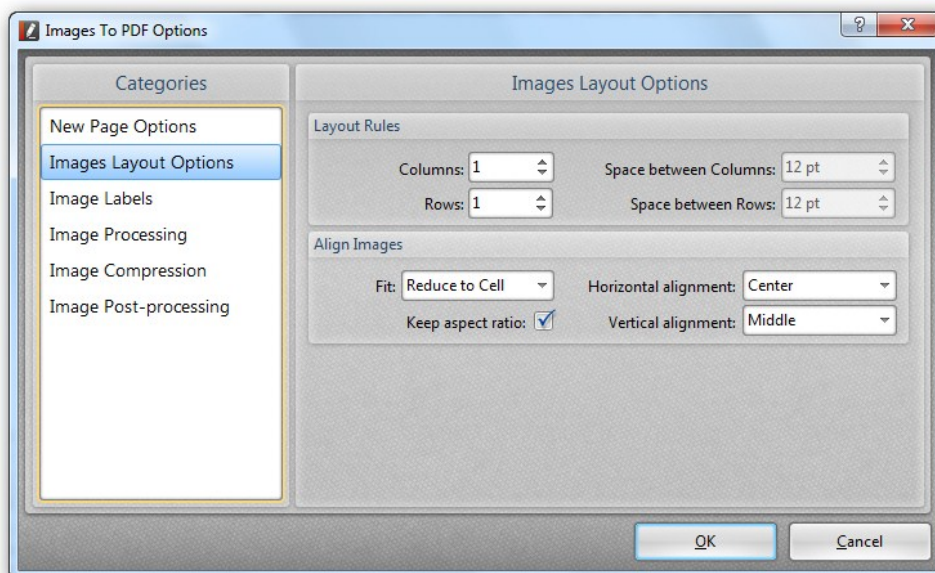 Images To PDF Options
Categories
New Page Options
Images Layout Options
Image Labels
Image Processing
Image Compression
Image Post-processing
Images Layout Options
Layout Rules
Columns: 1 Space between Columns: 12 pt
Rows: 1 Space between Rows: 12 pt
Align Images
Fit: Reduce to Cell Horizontal alignment: Center
Keep aspect ratio: Vertical alignment: Middle
OK Cancel